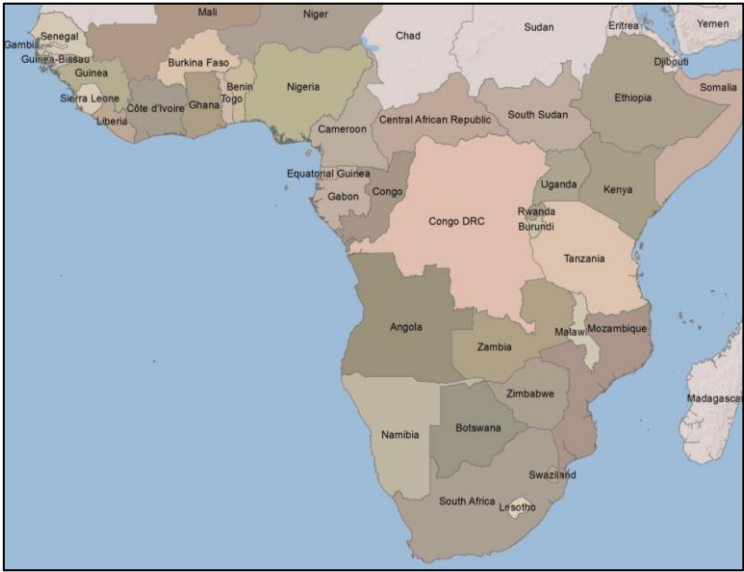 Mali
Niger
Chad
Sudan
Eritrea
Yemen
Senegal
Gambi
Guinea-Bissau
Guinea
Burkina Faso
Djibouti
Benin
Nigeria
Somalia
Sierra Leone
Côte d'Ivoire
Ghana
Togo
Ethiopia
Liberia
Cameroon
Central African Republic
South Sudan
Equatorial Guinea
Gabon
Congo
Uganda
Kenya
Congo DRC
Rwanda
Burundi
Tanzania
Angola
Malawi
Mozambique
Zambia
Zimbabwe
Madagascar
Namibia
Botswana
Swaziland
South Africa
Lesotho